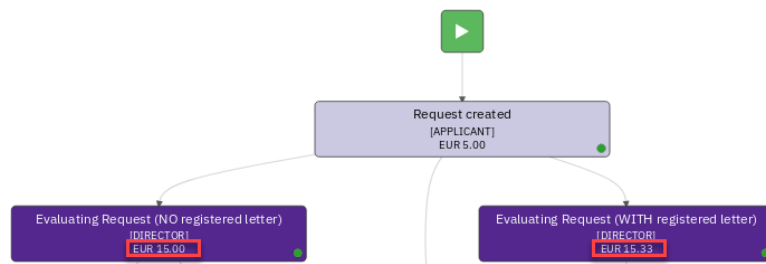 Request created
[APPLICANT]
EUR 5.00
Evaluating Request (NO registered letter)
[DIRECTOR]
EUR 15.00
Evaluating Request (WITH registered letter)
[DIRECTOR]
EUR 15.33